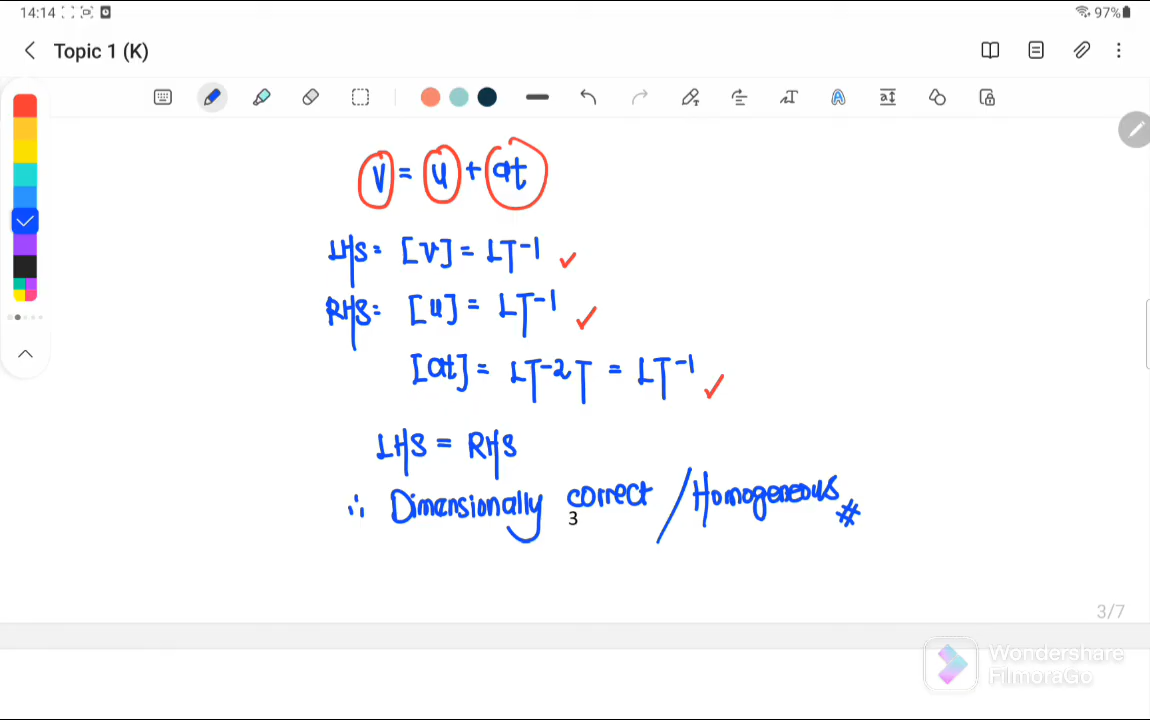 14:14 97%
Topic 1 (K)
V = u + at
LHS = [v] = LT⁻¹ ✓
RHS = [u] = LT⁻¹ ✓
[at] = LT⁻²T = LT⁻¹ ✓
LHS = RHS
∴ Dimensionally correct / Homogeneous #
3
3/7
Wondershare
FilmoraGo